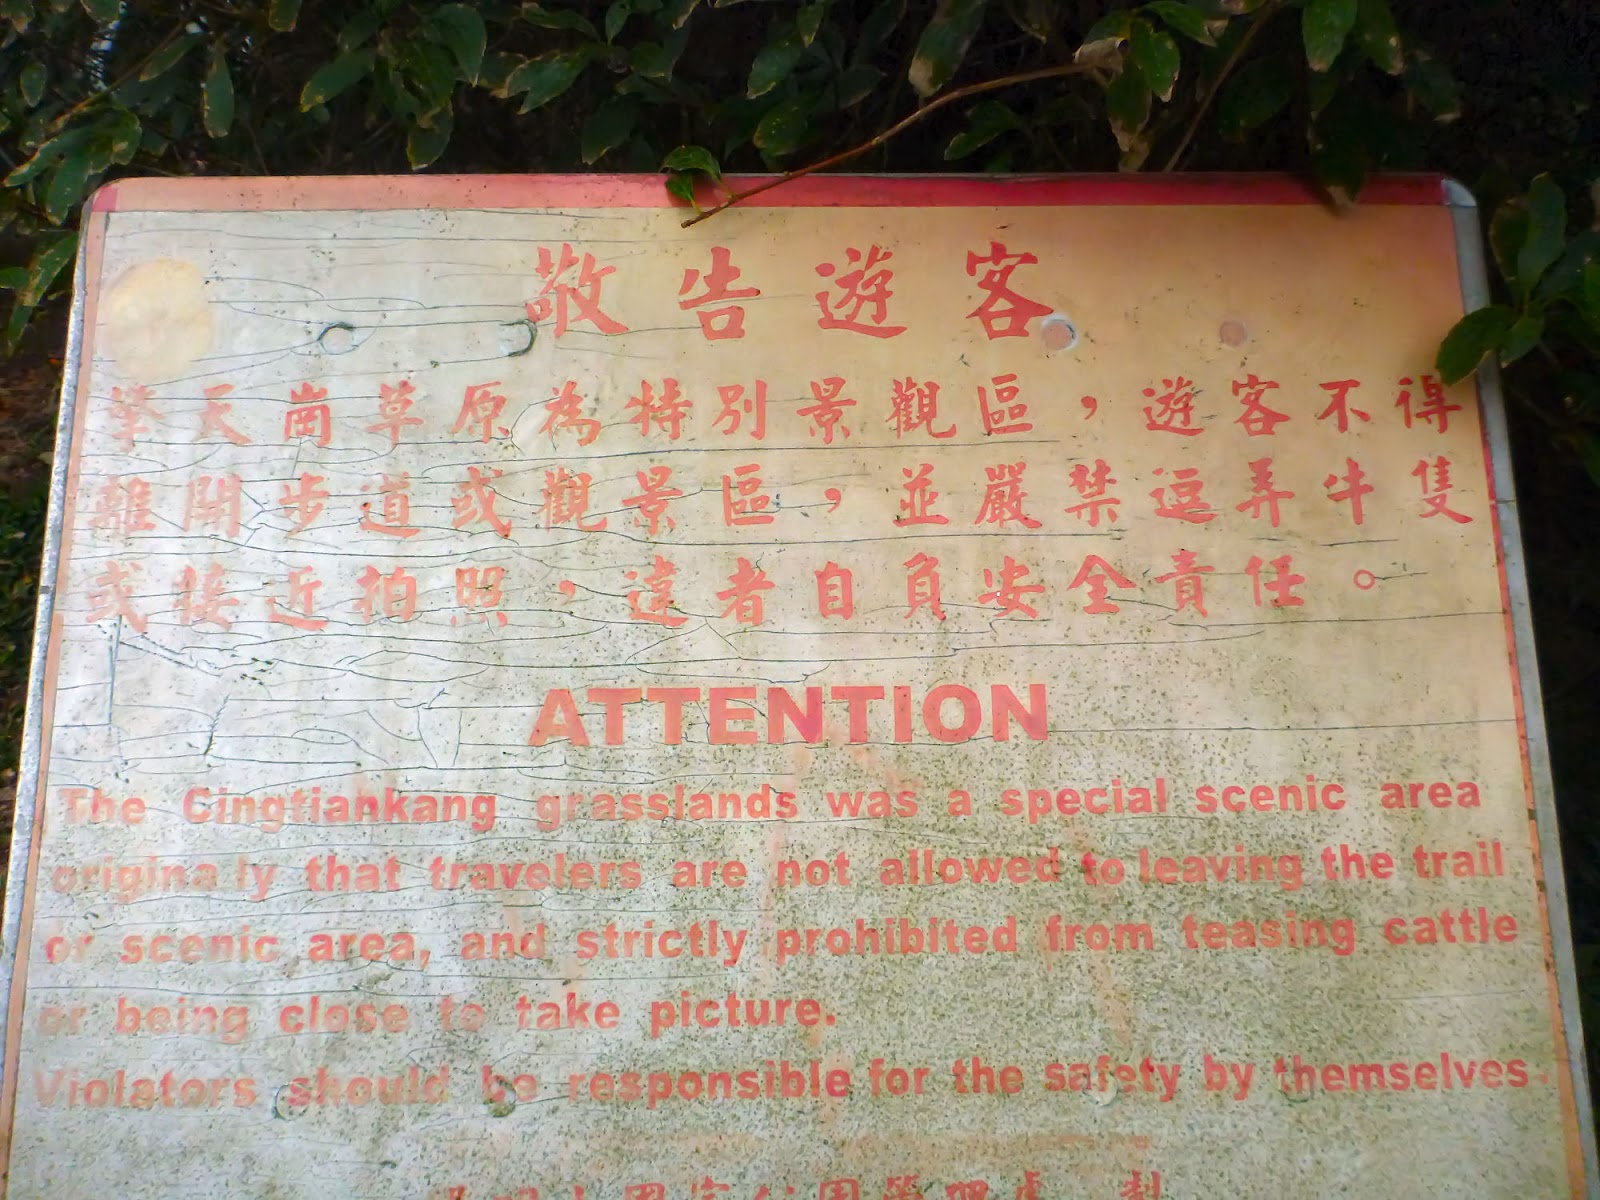 敬告遊客
擎天崗草原為特別景觀區，遊客不得
離開步道或觀景區，並嚴禁逗弄牛隻
或接近拍照，違者自負安全責任。
ATTENTION
The Cingtiankang grasslands was a special scenic area
originally that travelers are not allowed to leaving the trail
or scenic area, and strictly prohibited from teasing cattle
or being close to take picture.
Violators should be responsible for the safety by themselves.